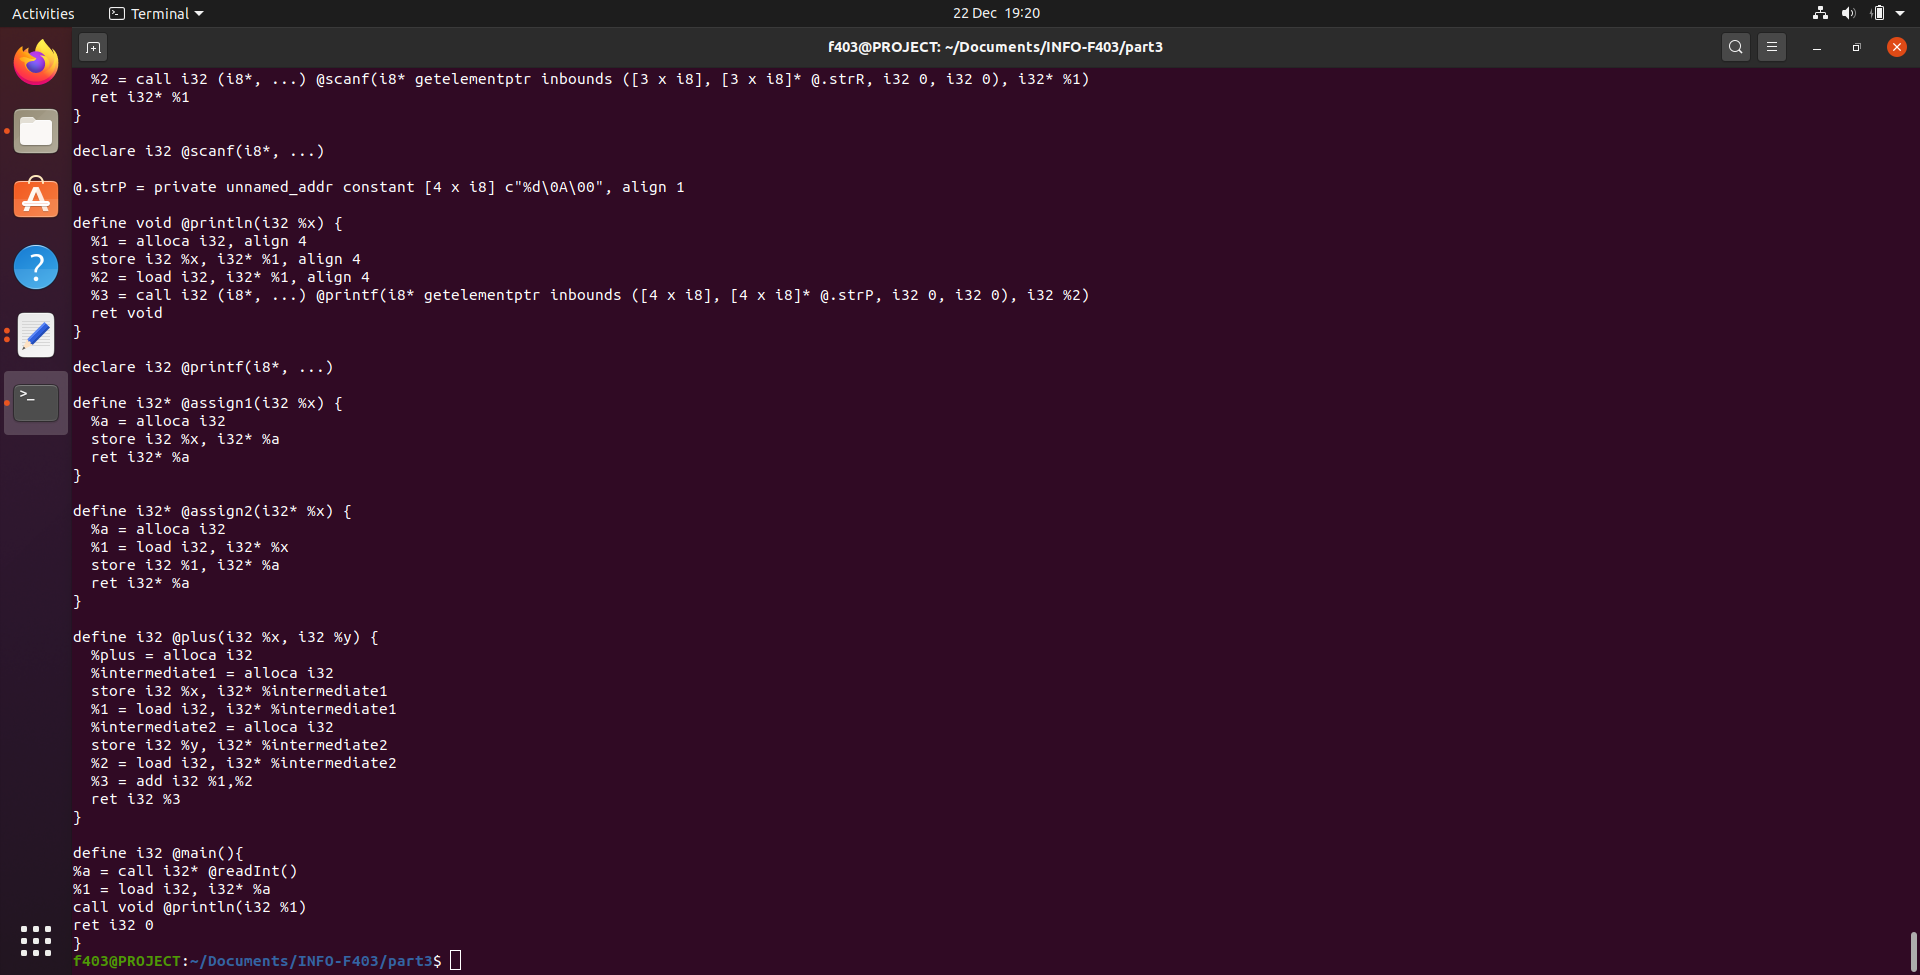 Activities
Terminal
22 Dec 19:20
f403@PROJECT: ~/Documents/INFO-F403/part3
%2 = call i32 (i8*, ...) @scanf(i8* getelementptr inbounds ([3 x i8], [3 x i8]* @.strR, i32 0, i32 0), i32* %1)
ret i32* %1
}
declare i32 @scanf(i8*, ...)
@.strP = private unnamed_addr constant [4 x i8] c"%d\0A\00", align 1
define void @println(i32 %x) {
%1 = alloca i32, align 4
store i32 %x, i32* %1, align 4
%2 = load i32, i32* %1, align 4
%3 = call i32 (i8*, ...) @printf(i8* getelementptr inbounds ([4 x i8], [4 x i8]* @.strP, i32 0, i32 0), i32 %2)
ret void
}
declare i32 @printf(i8*, ...)
define i32* @assign1(i32 %x) {
%a = alloca i32
store i32 %x, i32* %a
ret i32* %a
}
define i32* @assign2(i32* %x) {
%a = alloca i32
%1 = load i32, i32* %x
store i32 %1, i32* %a
ret i32* %a
}
define i32 @plus(i32 %x, i32 %y) {
%plus = alloca i32
%intermediate1 = alloca i32
store i32 %x, i32* %intermediate1
%1 = load i32, i32* %intermediate1
%intermediate2 = alloca i32
store i32 %y, i32* %intermediate2
%2 = load i32, i32* %intermediate2
%3 = add i32 %1,%2
ret i32 %3
}
define i32 @main(){
%a = call i32* @readInt()
%1 = load i32, i32* %a
call void @println(i32 %1)
ret i32 0
}
f403@PROJECT:~/Documents/INFO-F403/part3$